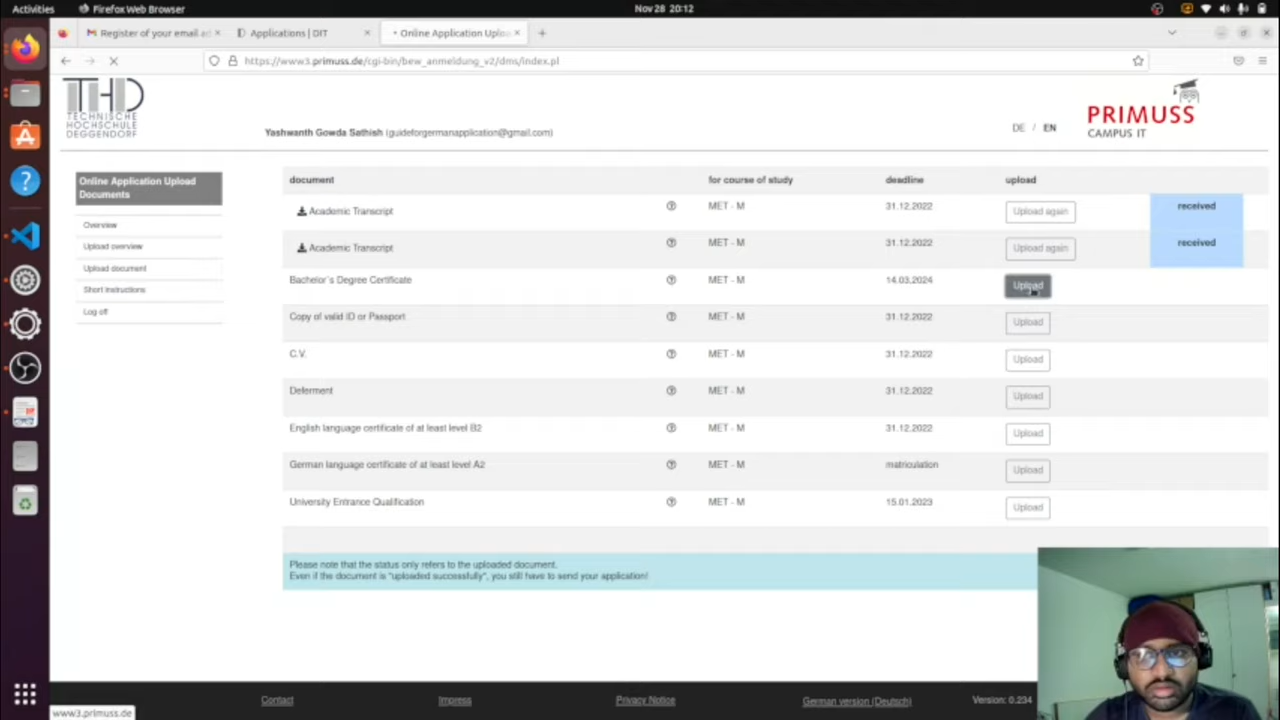 Activities
Firefox Web Browser
Nov 28 20:12
Register of your email ad
Applications | DIT
Online Application Uploa
https://www3.primuss.de/cgi-bin/bew_anmeldung_v2/dms/index.pl
THD
TECHNISCHE
HOCHSCHULE
DEGGENDORF
Yashwanth Gowda Sathish (guideforgermanapplication@gmail.com)
DE / EN
PRIMUSS
CAMPUS IT
Online Application Upload
Documents
Overview
Upload overview
Upload document
Short instructions
Log off
document for course of study deadline upload
Academic Transcript MET - M 31.12.2022 Upload again received
Academic Transcript MET - M 31.12.2022 Upload again received
Bachelor´s Degree Certificate MET - M 14.03.2024 Upload
Copy of valid ID or Passport MET - M 31.12.2022 Upload
C.V. MET - M 31.12.2022 Upload
Deferment MET - M 31.12.2022 Upload
English language certificate of at least level B2 MET - M 31.12.2022 Upload
German language certificate of at least level A2 MET - M matriculation Upload
University Entrance Qualification MET - M 15.01.2023 Upload
Please note that the status only refers to the uploaded document.
Even if the document is "uploaded successfully", you still have to send your application!
Contact Impress Privacy Notice German version (Deutsch) Version: 0.234
www3.primuss.de